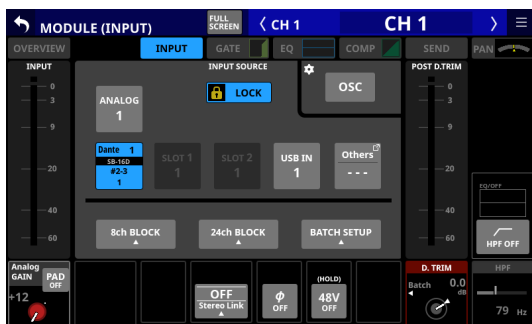 MODULE (INPUT)
FULL
SCREEN
CH 1
CH 1
OVERVIEW
INPUT
GATE
EQ
COMP
SEND
PAN
INPUT
INPUT SOURCE
POST D.TRIM
LOCK
OSC
ANALOG
1
0
3
9
20
40
60
0
3
9
20
40
60
Dante 1
SB-16D
#2-3
1
SLOT 1
1
SLOT 2
1
USB IN
1
Others
- - -
EQ/OFF
8ch BLOCK
24ch BLOCK
BATCH SETUP
HPF OFF
Analog
GAIN
PAD
OFF
+12
OFF
Stereo Link
Φ
OFF
(HOLD)
48V
OFF
D. TRIM
Batch 0.0
dB
HPF
79 Hz